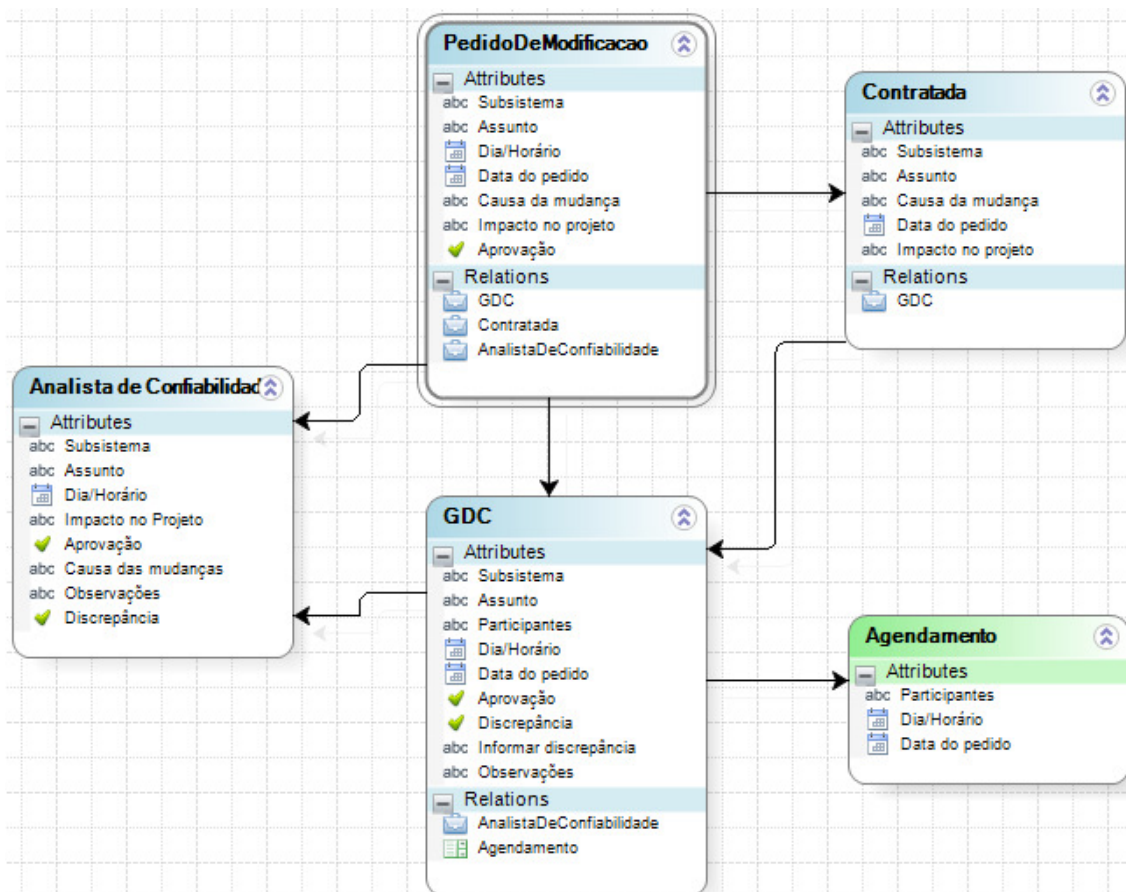 PedidoDeModificacao
Attributes
abc Subsistema
abc Assunto
Dia/Horário
Data do pedido
abc Causa da mudança
abc Impacto no projeto
Aprovação
Relations
GDC
Contratada
AnalistaDeConfiabilidade
Contratada
Attributes
abc Subsistema
abc Assunto
abc Causa da mudança
Data do pedido
abc Impacto no projeto
Relations
GDC
Analista de Confiabilidad
Attributes
abc Subsistema
abc Assunto
Dia/Horário
abc Impacto no Projeto
Aprovação
abc Causa das mudanças
abc Observações
Discrepância
GDC
Attributes
abc Subsistema
abc Assunto
abc Participantes
Dia/Horário
Data do pedido
Aprovação
Discrepância
abc Informar discrepância
abc Observações
Relations
AnalistaDeConfiabilidade
Agendamento
Agendamento
Attributes
abc Participantes
Dia/Horário
Data do pedido